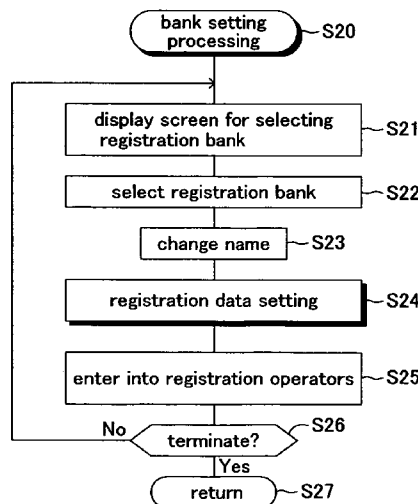 bank setting
processing
S20
display screen for selecting
registration bank
S21
select registration bank
S22
change name
S23
registration data setting
S24
enter into registration operators
S25
No
terminate?
S26
Yes
return
S27